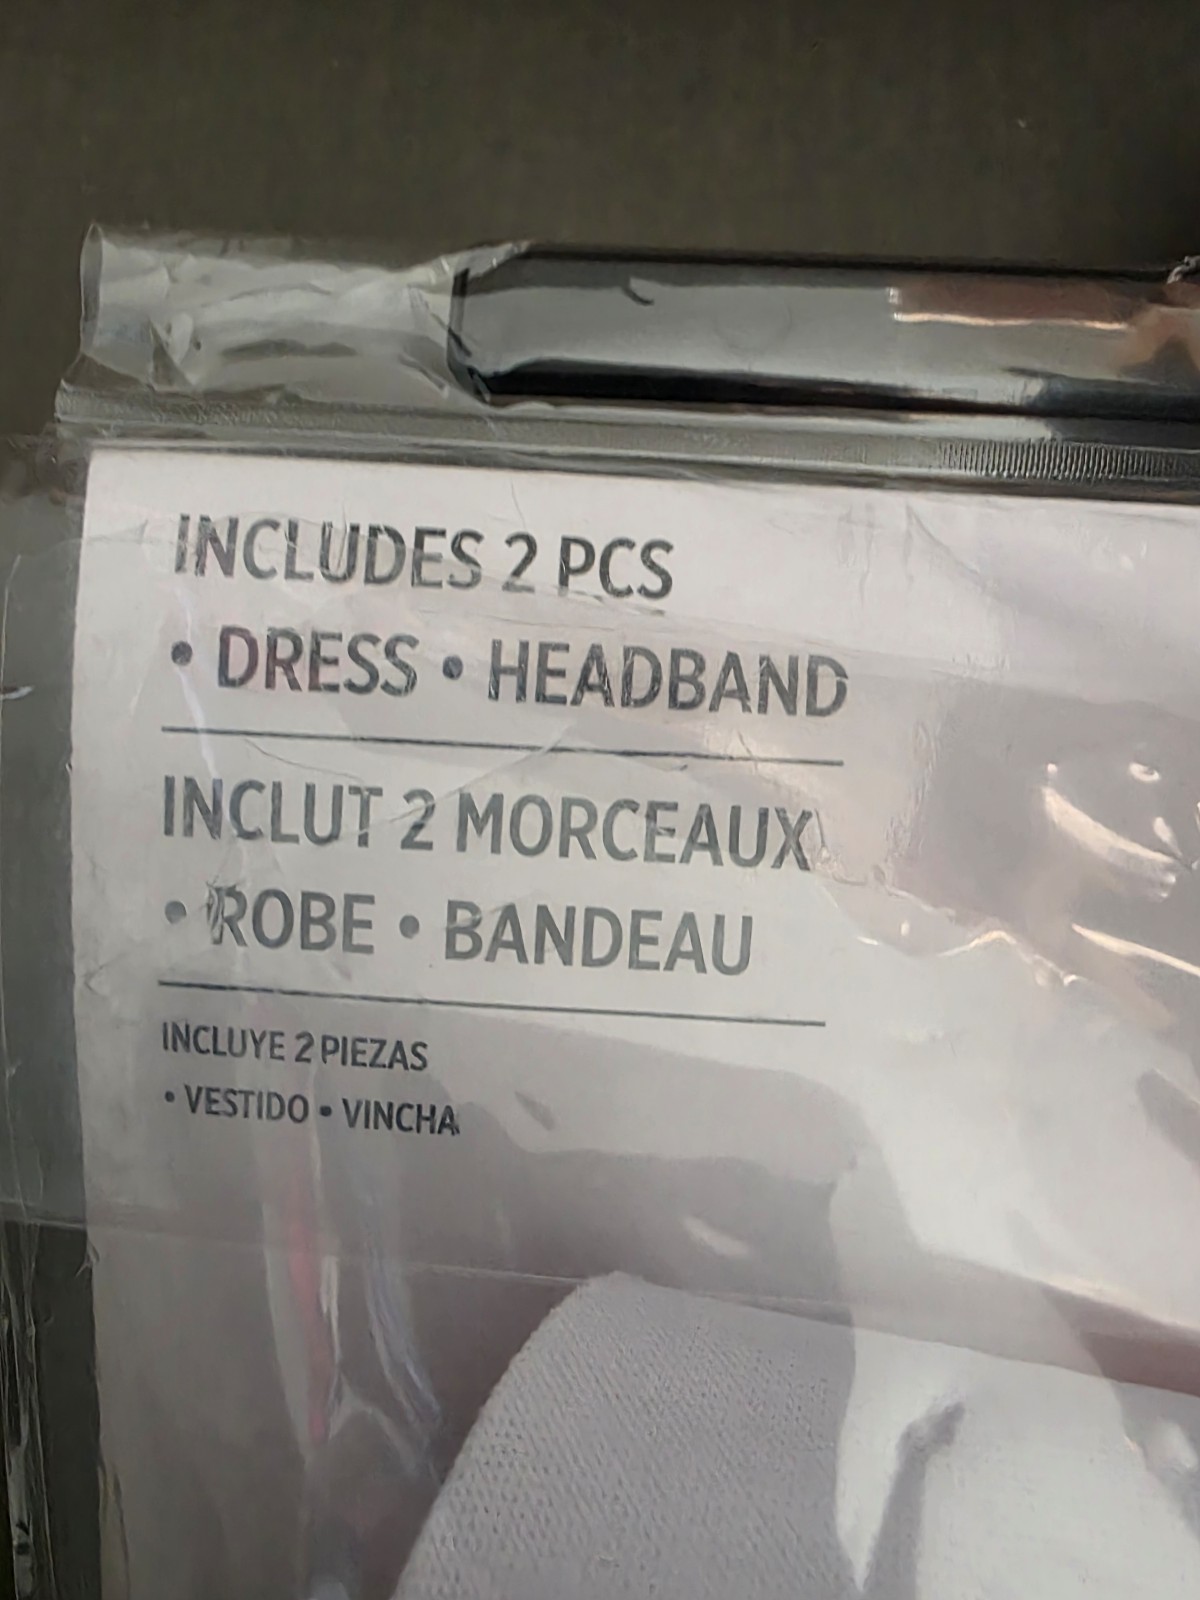 INCLUDES 2 PCS
• DRESS • HEADBAND
INCLUT 2 MORCEAUX
• ROBE • BANDEAU
INCLUYE 2 PIEZAS
• VESTIDO • VINCHA